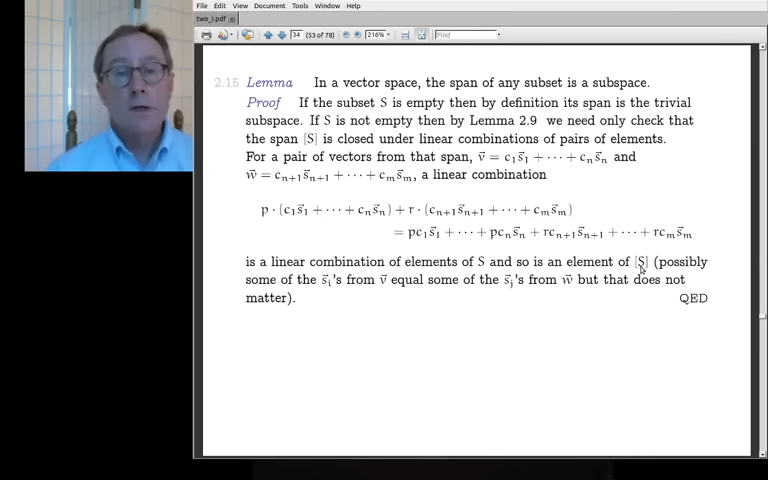 File Edit View Document Tools Window Help
two_i.pdf
34 (53 of 78) 216% Find
2.15 Lemma In a vector space, the span of any subset is a subspace.
Proof If the subset S is empty then by definition its span is the trivial
subspace. If S is not empty then by Lemma 2.9 we need only check that
the span [S] is closed under linear combinations of pairs of elements.
For a pair of vectors from that span, v⃗ = c₁s⃗₁ + ··· + cₙs⃗ₙ and
w⃗ = cₙ₊₁s⃗ₙ₊₁ + ··· + cₘs⃗ₘ, a linear combination
p · (c₁s⃗₁ + ··· + cₙs⃗ₙ) + r · (cₙ₊₁s⃗ₙ₊₁ + ··· + cₘs⃗ₘ)
= pc₁s⃗₁ + ··· + pcₙs⃗ₙ + rcₙ₊₁s⃗ₙ₊₁ + ··· + rcₘs⃗ₘ
is a linear combination of elements of S and so is an element of [S] (possibly
some of the s⃗ᵢ's from v⃗ equal some of the s⃗ⱼ's from w⃗ but that does not
matter). QED